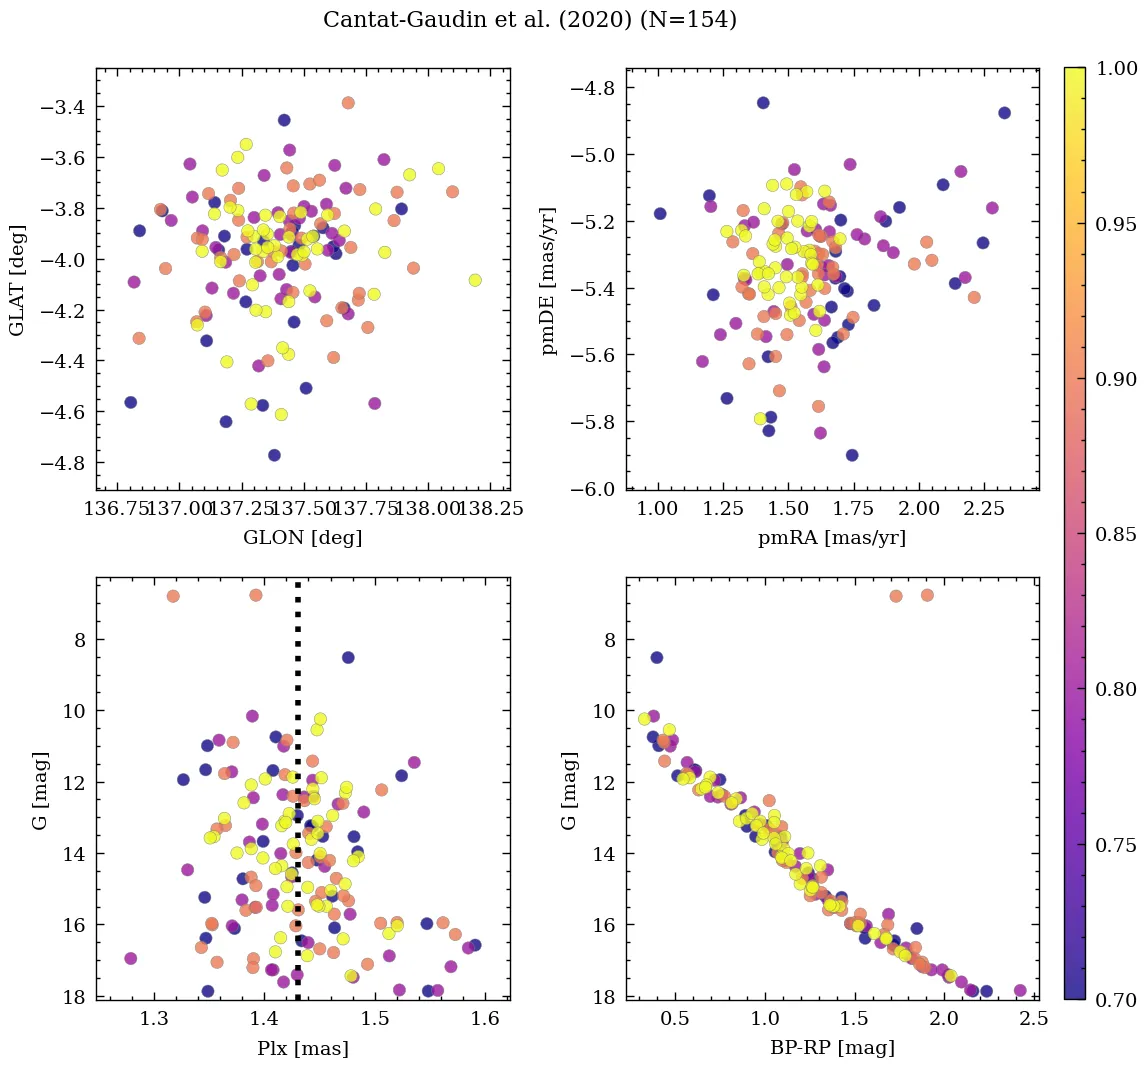 Cantat-Gaudin et al. (2020) (N=154)
−3.4
−3.6
−3.8
−4.0
−4.2
−4.4
−4.6
−4.8
GLAT [deg]
136.75 137.00 137.25 137.50 137.75 138.00 138.25
GLON [deg]
−4.8
−5.0
−5.2
−5.4
−5.6
−5.8
−6.0
pmDE [mas/yr]
1.00 1.25 1.50 1.75 2.00 2.25
pmRA [mas/yr]
8
10
12
14
16
18
G [mag]
1.3 1.4 1.5 1.6
Plx [mas]
8
10
12
14
16
18
G [mag]
0.5 1.0 1.5 2.0 2.5
BP-RP [mag]
1.00
0.95
0.90
0.85
0.80
0.75
0.70